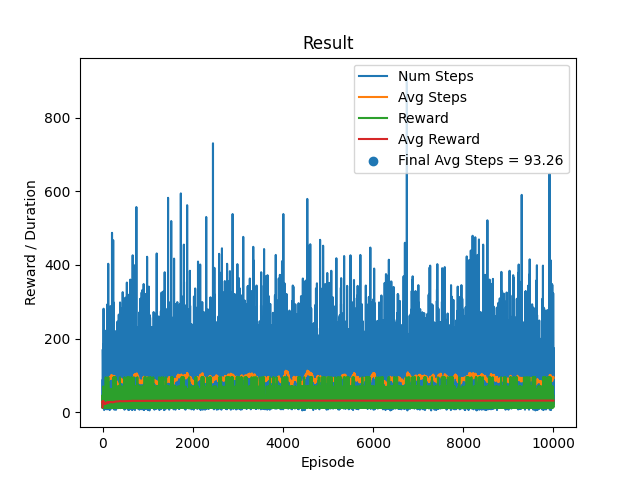 Result
Num Steps
Avg Steps
Reward
Avg Reward
Final Avg Steps = 93.26
Reward / Duration
800
600
400
200
0
0 2000 4000 6000 8000 10000
Episode